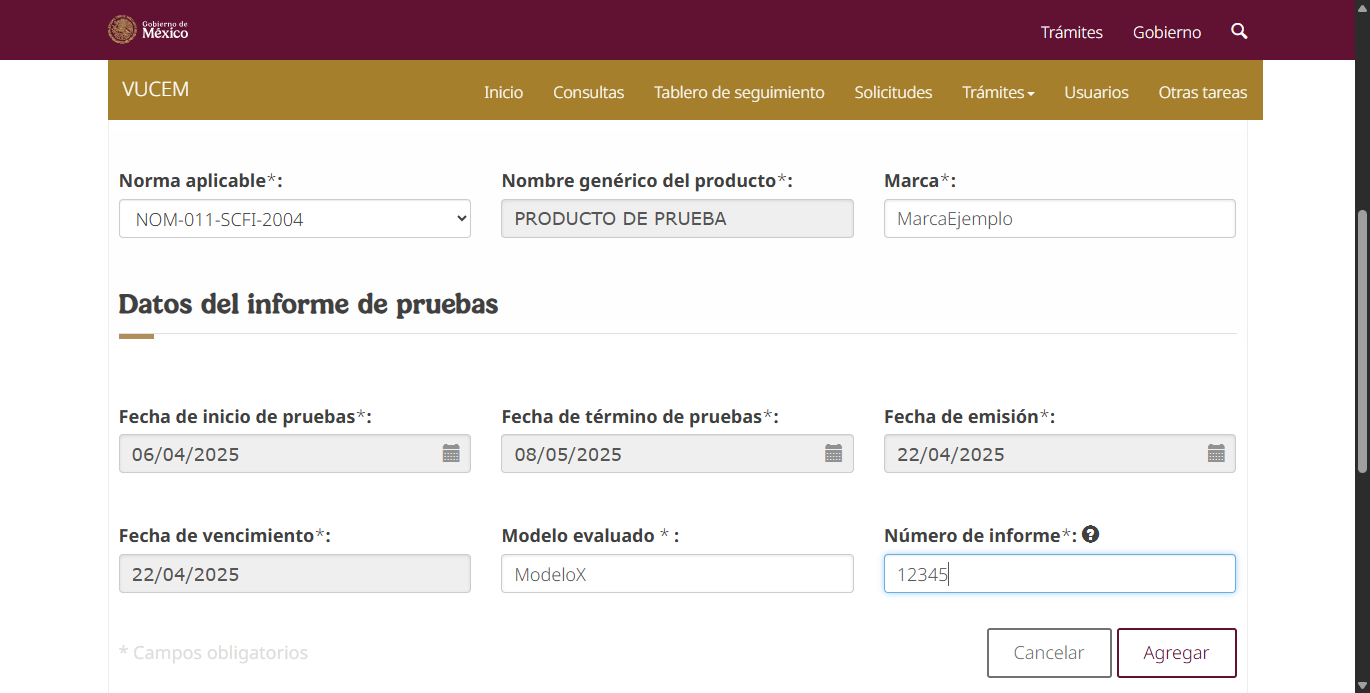 Gobierno de
México
Trámites
Gobierno
VUCEM
Inicio
Consultas
Tablero de seguimiento
Solicitudes
Trámites
Usuarios
Otras tareas
Norma aplicable*:
Nombre genérico del producto*:
Marca*:
NOM-011-SCFI-2004
PRODUCTO DE PRUEBA
MarcaEjemplo
Datos del informe de pruebas
Fecha de inicio de pruebas*:
Fecha de término de pruebas*:
Fecha de emisión*:
06/04/2025
08/05/2025
22/04/2025
Fecha de vencimiento*:
Modelo evaluado * :
Número de informe*: ?
22/04/2025
ModeloX
12345
* Campos obligatorios
Cancelar
Agregar